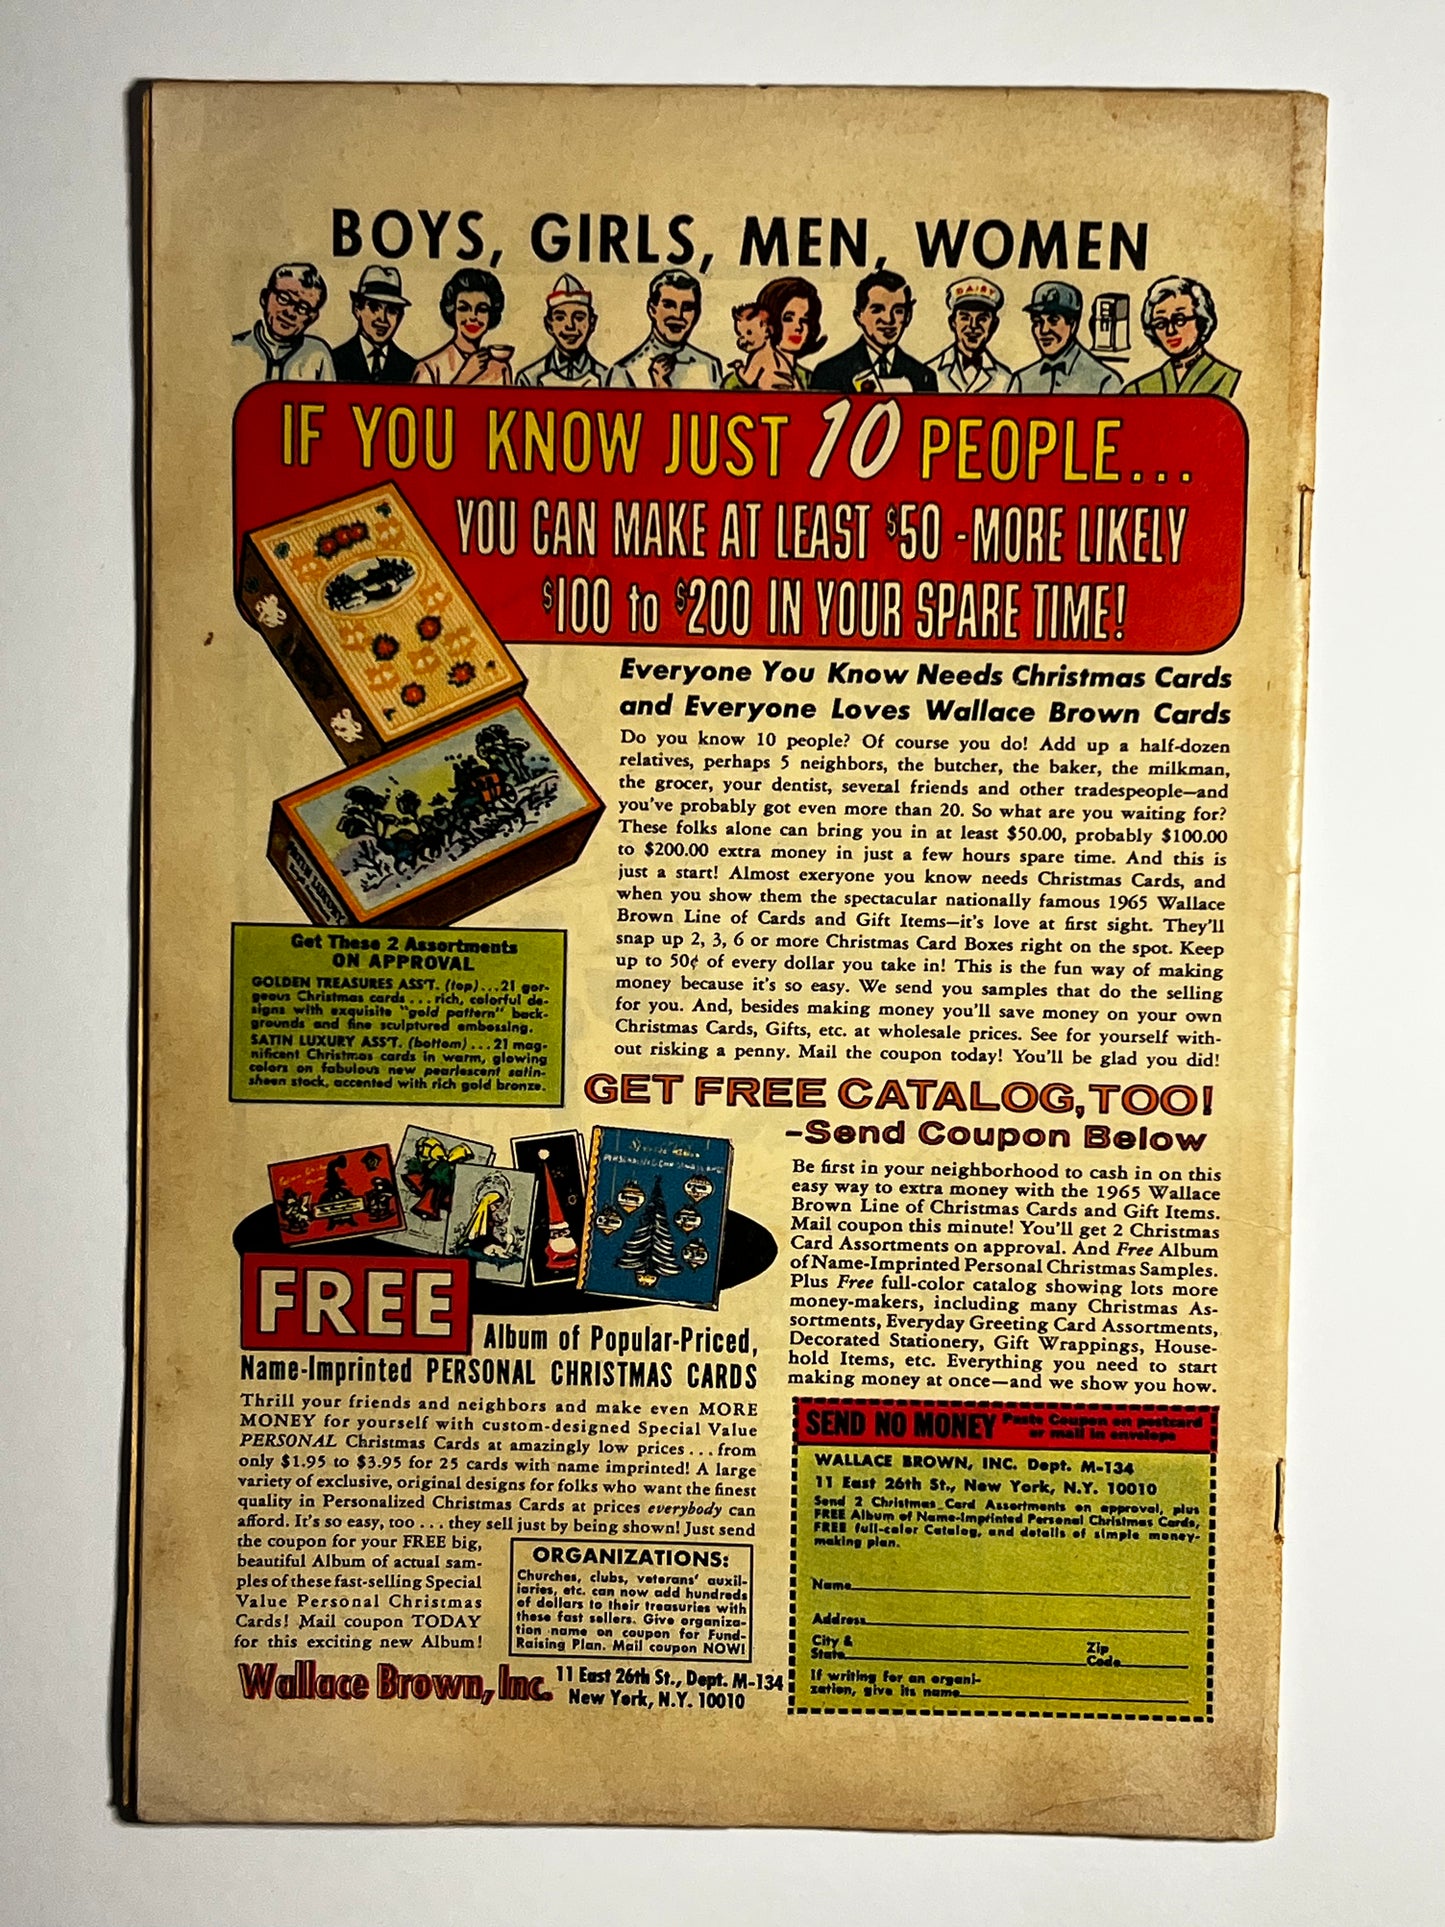 BOYS, GIRLS, MEN, WOMEN
DAIRY
IF YOU KNOW JUST 10 PEOPLE...
YOU CAN MAKE AT LEAST $50 - MORE LIKELY
$100 to $200 IN YOUR SPARE TIME!
Everyone You Know Needs Christmas Cards
and Everyone Loves Wallace Brown Cards
Do you know 10 people? Of course you do! Add up a half-dozen
relatives, perhaps 5 neighbors, the butcher, the baker, the milkman,
the grocer, your dentist, several friends and other tradespeople—and
you've probably got even more than 20. So what are you waiting for?
These folks alone can bring you in at least $50.00, probably $100.00
to $200.00 extra money in just a few hours spare time. And this is
just a start! Almost exeryone you know needs Christmas Cards, and
when you show them the spectacular nationally famous 1965 Wallace
Brown Line of Cards and Gift Items—it's love at first sight. They'll
snap up 2, 3, 6 or more Christmas Card Boxes right on the spot. Keep
up to 50¢ of every dollar you take in! This is the fun way of making
money because it's so easy. We send you samples that do the selling
for you. And, besides making money you'll save money on your own
Christmas Cards, Gifts, etc. at wholesale prices. See for yourself with-
out risking a penny. Mail the coupon today! You'll be glad you did!
SATIN LUXURY
Get These 2 Assortments
ON APPROVAL
GOLDEN TREASURES ASS'T. (top)...21 gor-
geous Christmas cards...rich, colorful de-
signs with exquisite "gold pattern" back-
grounds and fine sculptured embossing.
SATIN LUXURY ASS'T. (bottom)...21 mag-
nificent Christmas cards in warm, glowing
colors on fabulous new pearlescent satin-
sheen stock, accented with rich gold bronze.
GET FREE CATALOG, TOO!
-Send Coupon Below
Be first in your neighborhood to cash in on this
easy way to extra money with the 1965 Wallace
Brown Line of Christmas Cards and Gift Items.
Mail coupon this minute! You'll get 2 Christmas
Card Assortments on approval. And Free Album
of Name-Imprinted Personal Christmas Samples.
Plus Free full-color catalog showing lots more
money-makers, including many Christmas As-
sortments, Everyday Greeting Card Assortments,
Decorated Stationery, Gift Wrappings, House-
hold Items, etc. Everything you need to start
making money at once—and we show you how.
FREE
Album of Popular-Priced,
Name-Imprinted PERSONAL CHRISTMAS CARDS
Thrill your friends and neighbors and make even MORE
MONEY for yourself with custom-designed Special Value
PERSONAL Christmas Cards at amazingly low prices...from
only $1.95 to $3.95 for 25 cards with name imprinted! A large
variety of exclusive, original designs for folks who want the finest
quality in Personalized Christmas Cards at prices everybody can
afford. It's so easy, too...they sell just by being shown! Just send
the coupon for your FREE big,
beautiful Album of actual sam-
ples of these fast-selling Special
Value Personal Christmas
Cards! Mail coupon TODAY
for this exciting new Album!
ORGANIZATIONS:
Churches, clubs, veterans' auxil-
iaries, etc. can now add hundreds
of dollars to their treasuries with
these fast sellers. Give organiza-
tion name on coupon for Fund-
Raising Plan. Mail coupon NOW!
Wallace Brown, Inc. 11 East 26th St., Dept. M-134
New York, N.Y. 10010
SEND NO MONEY Paste Coupon on postcard
or mail in envelope
WALLACE BROWN, INC. Dept. M-134
11 East 26th St., New York, N.Y. 10010
Send 2 Christmas Card Assortments on approval, plus
FREE Album of Name-Imprinted Personal Christmas Cards,
FREE full-color Catalog, and details of simple money-
making plan.
Name
Address
City &
State
Zip
Code
If writing for an organi-
zation, give its name